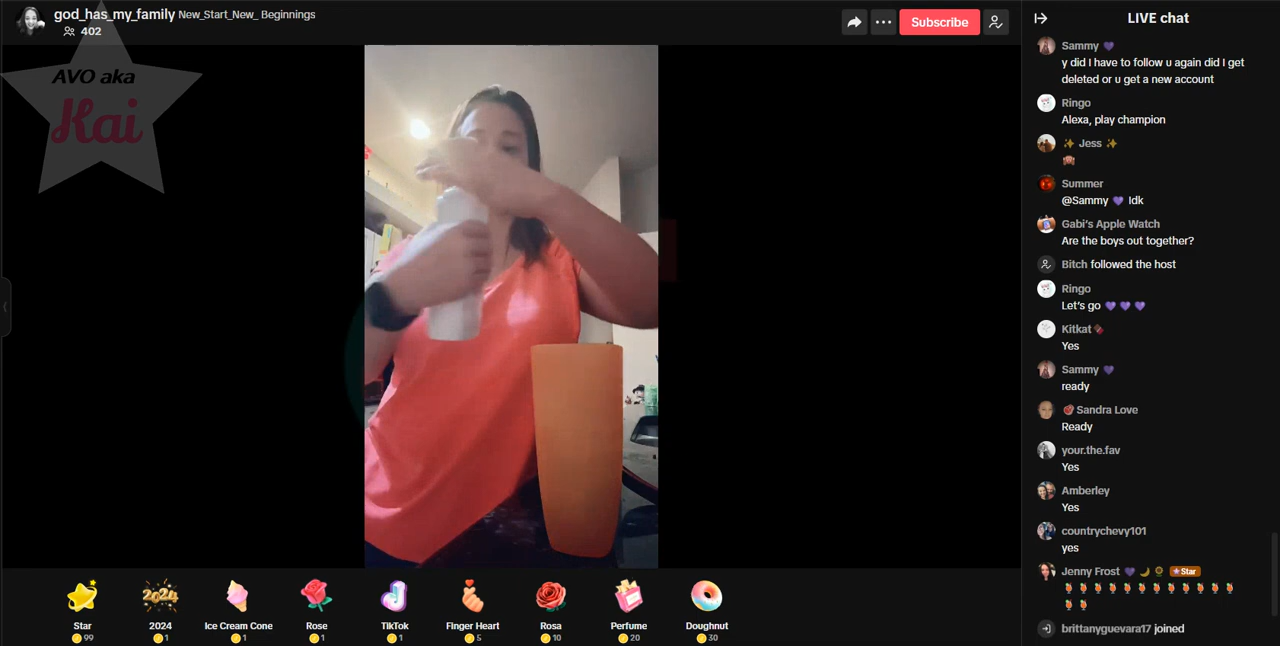 god_has_my_family New_Start_New_ Beginnings
402
Subscribe
AVO aka
Kai
LIVE chat
Sammy 💜
y did I have to follow u again did I get
deleted or u get a new account
Ringo
Alexa, play champion
✨ Jess ✨
🙈
Summer
@Sammy 💜 Idk
Gabi's Apple Watch
Are the boys out together?
Bitch followed the host
Ringo
Let's go 💜 💜 💜
Kitkat🍫
Yes
Sammy 💜
ready
Sandra Love
Ready
your.the.fav
Yes
Amberley
Yes
countrychevy101
yes
Jenny Frost 💜 🌙 🌻 ★ Star
🍹 🍹 🍹 🍹 🍹 🍹 🍹 🍹 🍹 🍹 🍹 🍹
🍹 🍹
brittanyguevara17 joined
Star
99
2024
2024
1
Ice Cream Cone
1
Rose
1
TikTok
1
Finger Heart
5
Rosa
10
Perfume
20
Doughnut
30